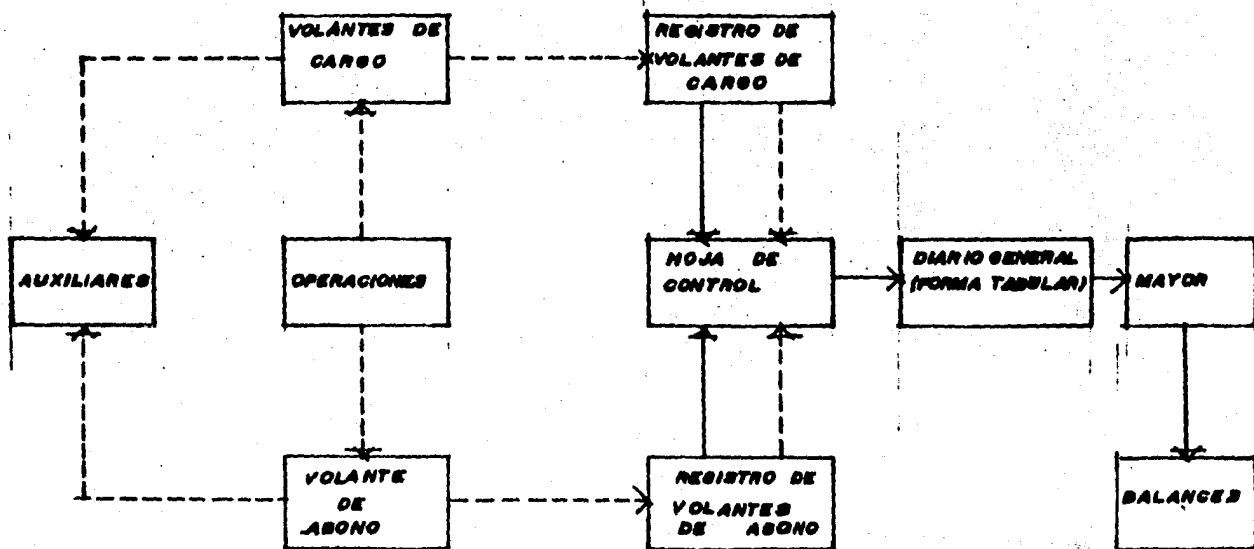 VOLANTES DE
CARGO
REGISTRO DE
VOLANTES DE
CARGO
AUXILIARES
OPERACIONES
HOJA DE
CONTROL
DIARIO GENERAL
(FORMA TABULAR)
MAYOR
VOLANTE
DE
ABONO
REGISTRO DE
VOLANTES
DE ABONO
BALANCES